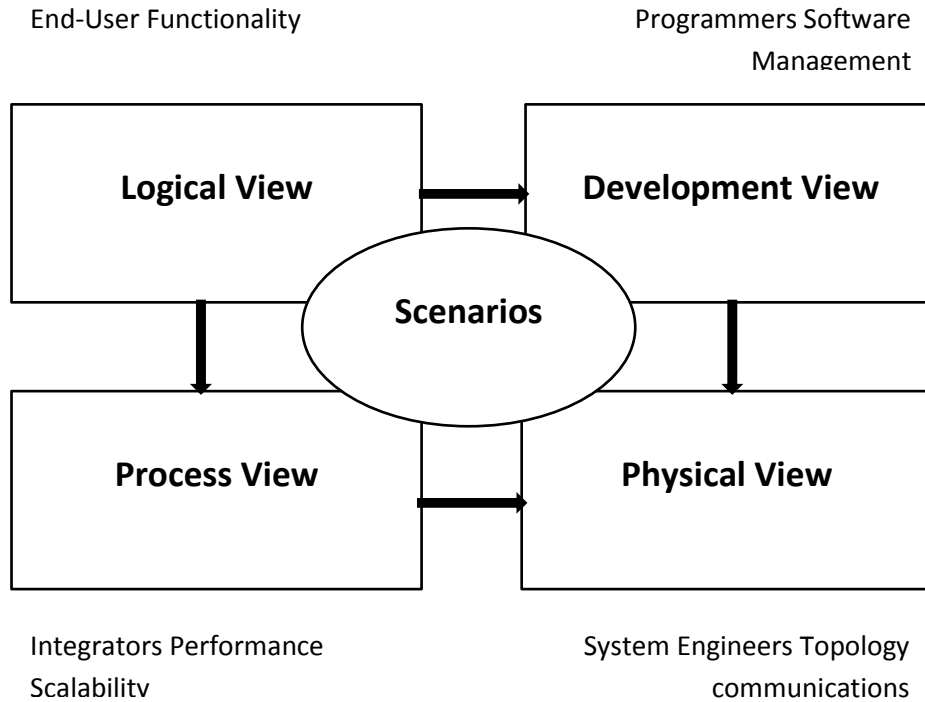 End-User Functionality
Programmers Software
Management
Logical View
Development View
Scenarios
Process View
Physical View
Integrators Performance
Scalability
System Engineers Topology
communications